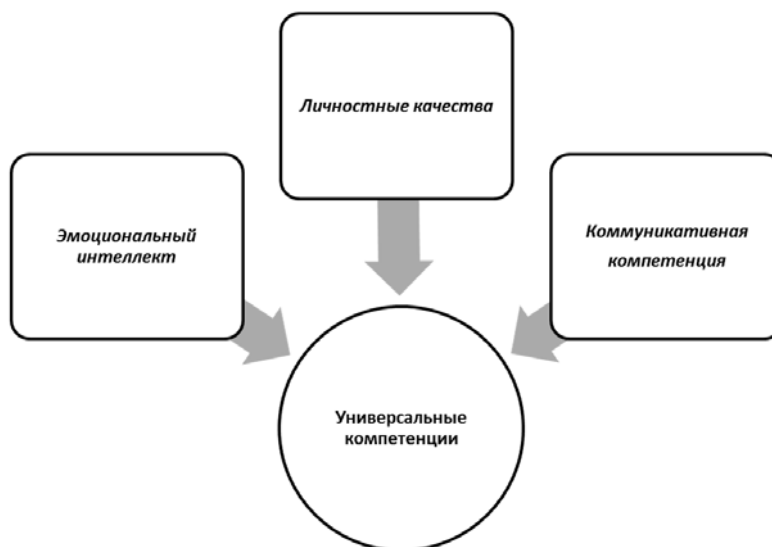 Личностные качества
Эмоциональный
интеллект
Коммуникативная
компетенция
Универсальные
компетенции